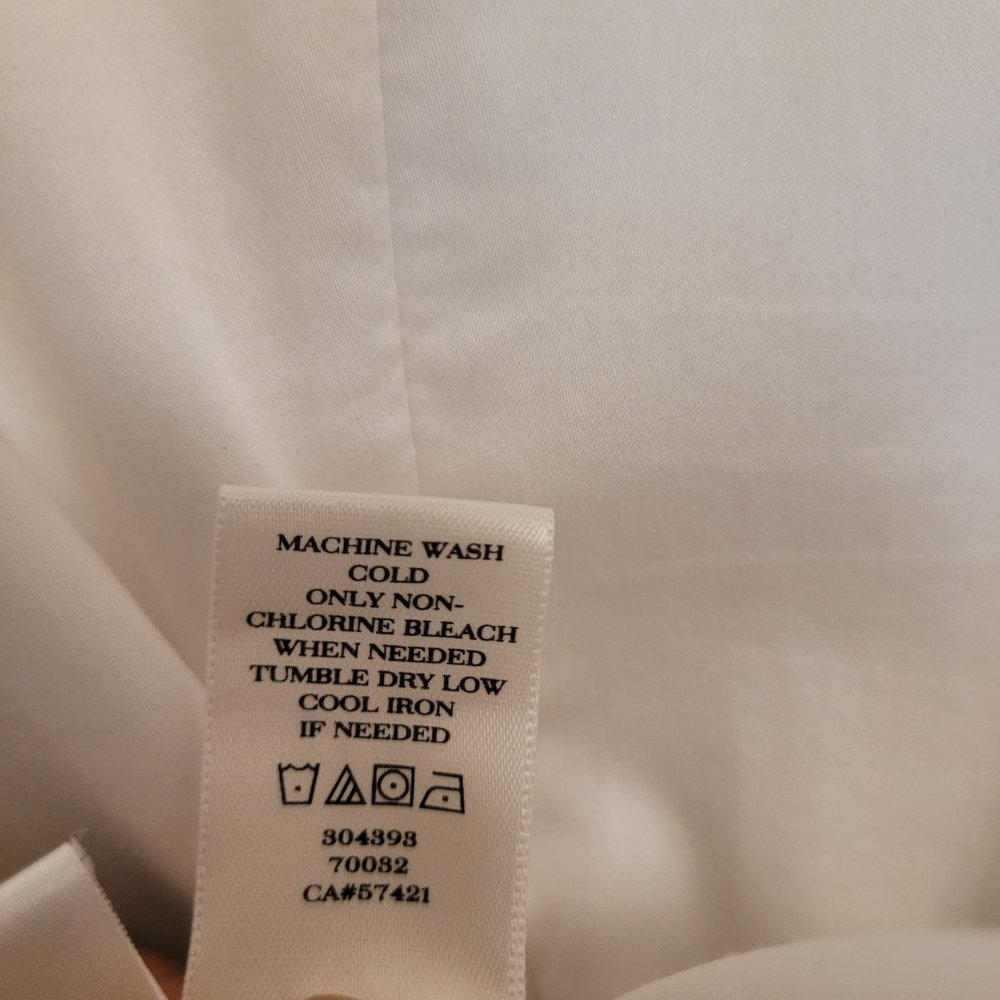 MACHINE WASH
COLD
ONLY NON-
CHLORINE BLEACH
WHEN NEEDED
TUMBLE DRY LOW
COOL IRON
IF NEEDED
304393
70032
CA#57421